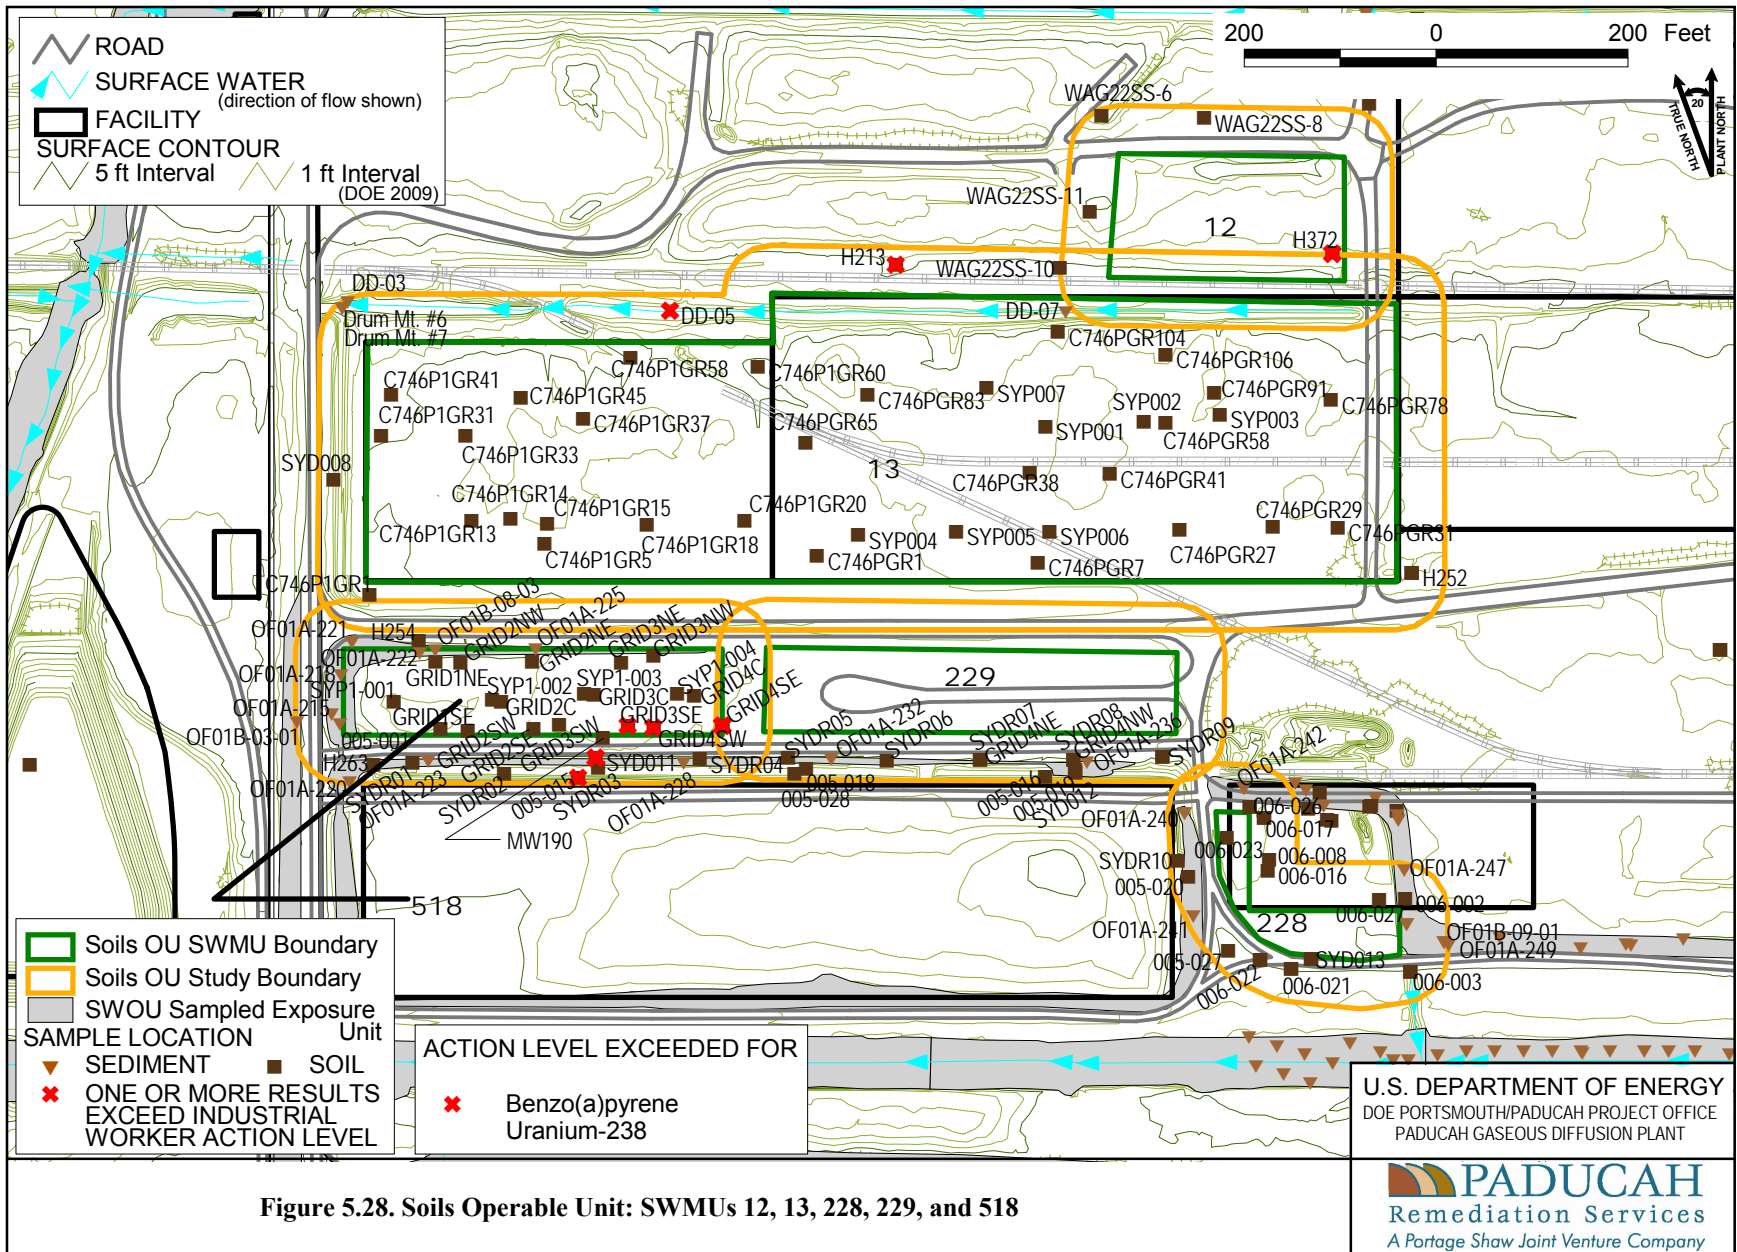 ROAD
SURFACE WATER
(direction of flow shown)
FACILITY
SURFACE CONTOUR
5 ft Interval
1 ft Interval
(DOE 2009)
200
0
200 Feet
20
TRUE NORTH
PLANT NORTH
WAG22SS-6
WAG22SS-8
WAG22SS-11
12
H372
H213
WAG22SS-10
DD-03
Drum Mt. #6
Drum Mt. #7
DD-05
DD-07
C746PGR104
C746P1GR58
C746P1GR60
C746PGR106
C746P1GR41
C746P1GR45
C746PGR83
SYP007
C746PGR91
C746PGR78
C746P1GR31
C746P1GR37
C746PGR65
SYP002
SYP003
SYP001
C746PGR58
C746P1GR33
SYD008
13
C746PGR38
C746PGR41
C746P1GR14
C746P1GR15
C746P1GR20
C746PGR29
C746P1GR13
C746P1GR18
SYP004
SYP005
SYP006
C746PGR27
C746PGR31
C746P1GR5
C746PGR1
C746PGR7
H252
C746P1GR1
OF01A-221
H254
OF01B-08-03
GRID2NW
OF01A-225
GRID2NE
GRID3NE
GRID3NW
OF01A-222
OF01A-218
GRID1NE
SYP1-004
SYP1-001
SYP1-002
SYP1-003
GRID3C
GRID4C
GRID4SE
229
OF01A-215
GRID1SE
GRID2C
GRID3SE
OF01B-03-01
005-001
GRID2SW
GRID2SE
GRID3SW
GRID4SW
SYDR05
OF01A-232
SYDR06
SYDR07
GRID4NE
SYDR08
GRID4NW
OF01A-236
SYDR09
H263
SYD011
SYDR04
OF01A-220
SYDR01
OF01A-223
SYDR02
005-015
SYDR03
OF01A-228
005-018
005-028
005-016
005-019
SYD012
OF01A-242
OF01A-240
006-026
006-017
MW190
SYDR10
006-023
006-008
006-016
005-020
OF01A-247
518
006-027
006-002
OF01A-241
228
OF01B-09-01
OF01A-249
005-027
SYD013
006-022
006-021
006-003
Soils OU SWMU Boundary
Soils OU Study Boundary
SWOU Sampled Exposure
Unit
SAMPLE LOCATION
SEDIMENT
SOIL
ONE OR MORE RESULTS
EXCEED INDUSTRIAL
WORKER ACTION LEVEL
ACTION LEVEL EXCEEDED FOR
Benzo(a)pyrene
Uranium-238
U.S. DEPARTMENT OF ENERGY
DOE PORTSMOUTH/PADUCAH PROJECT OFFICE
PADUCAH GASEOUS DIFFUSION PLANT
PADUCAH
Remediation Services
A Portage Shaw Joint Venture Company
Figure 5.28. Soils Operable Unit: SWMUs 12, 13, 228, 229, and 518